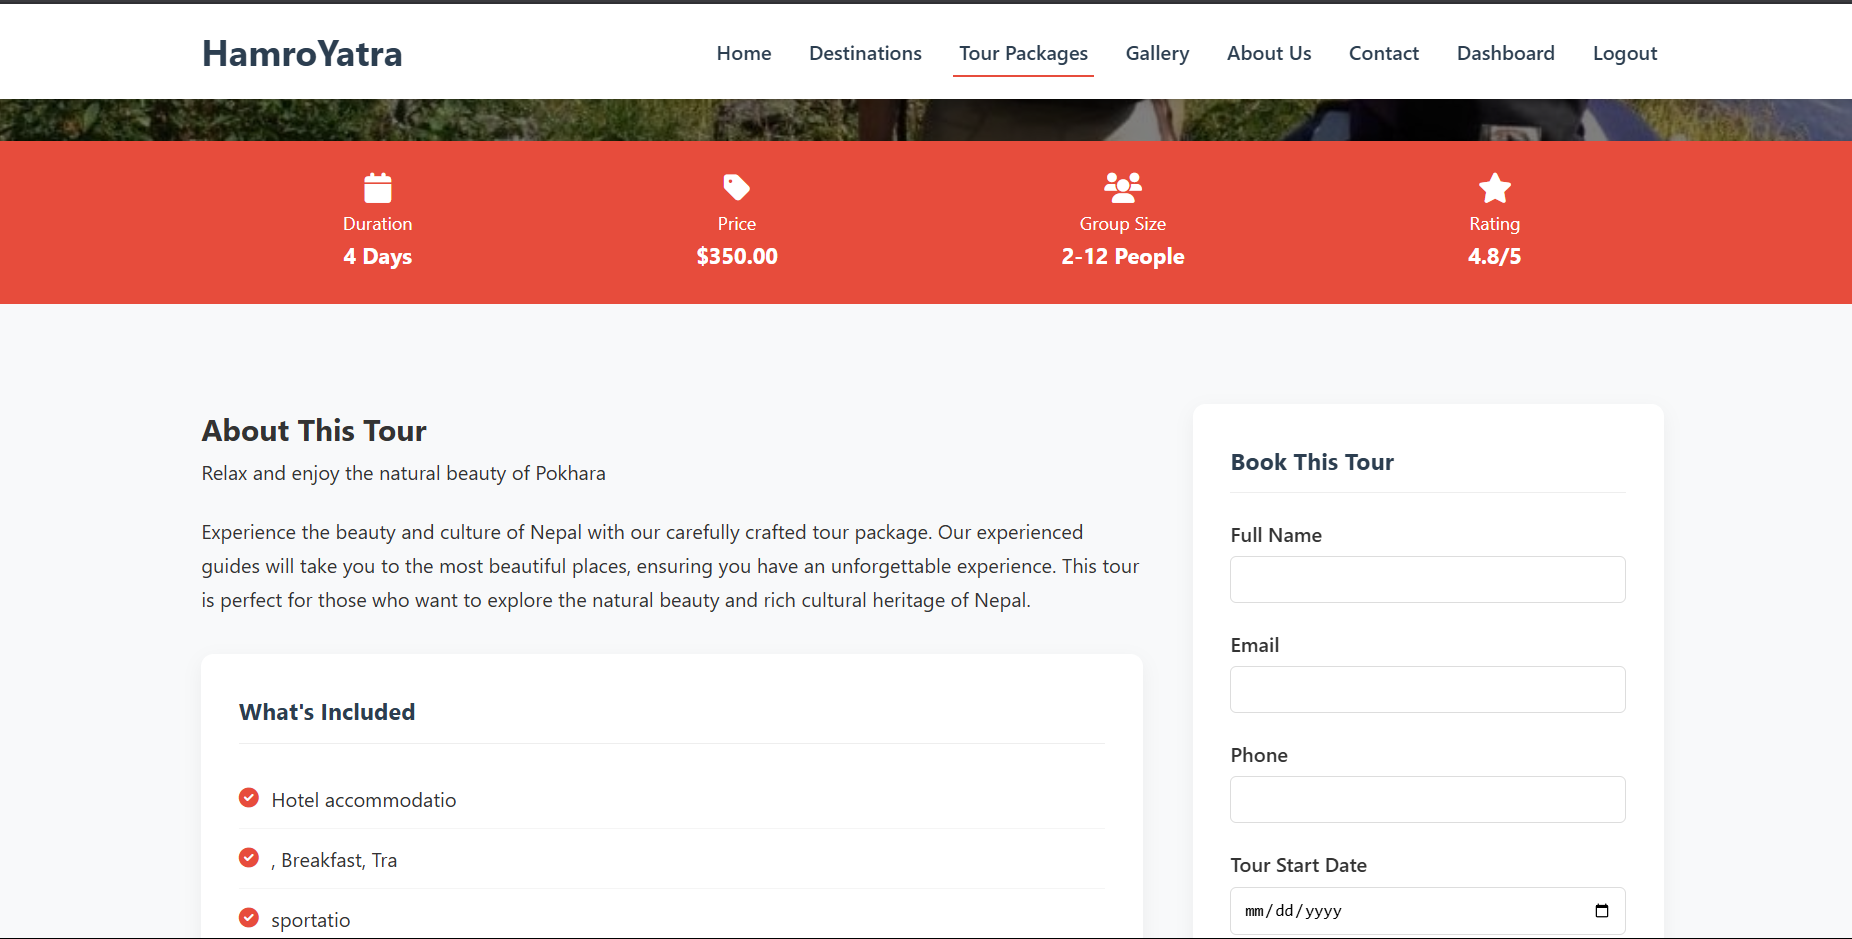 HamroYatra
Home Destinations Tour Packages Gallery About Us Contact Dashboard Logout
Duration
4 Days
Price
$350.00
Group Size
2-12 People
Rating
4.8/5
About This Tour
Relax and enjoy the natural beauty of Pokhara
Experience the beauty and culture of Nepal with our carefully crafted tour package. Our experienced
guides will take you to the most beautiful places, ensuring you have an unforgettable experience. This tour
is perfect for those who want to explore the natural beauty and rich cultural heritage of Nepal.
What's Included
Hotel accommodatio
, Breakfast, Tra
sportatio
Book This Tour
Full Name
Email
Phone
Tour Start Date
mm/dd/yyyy